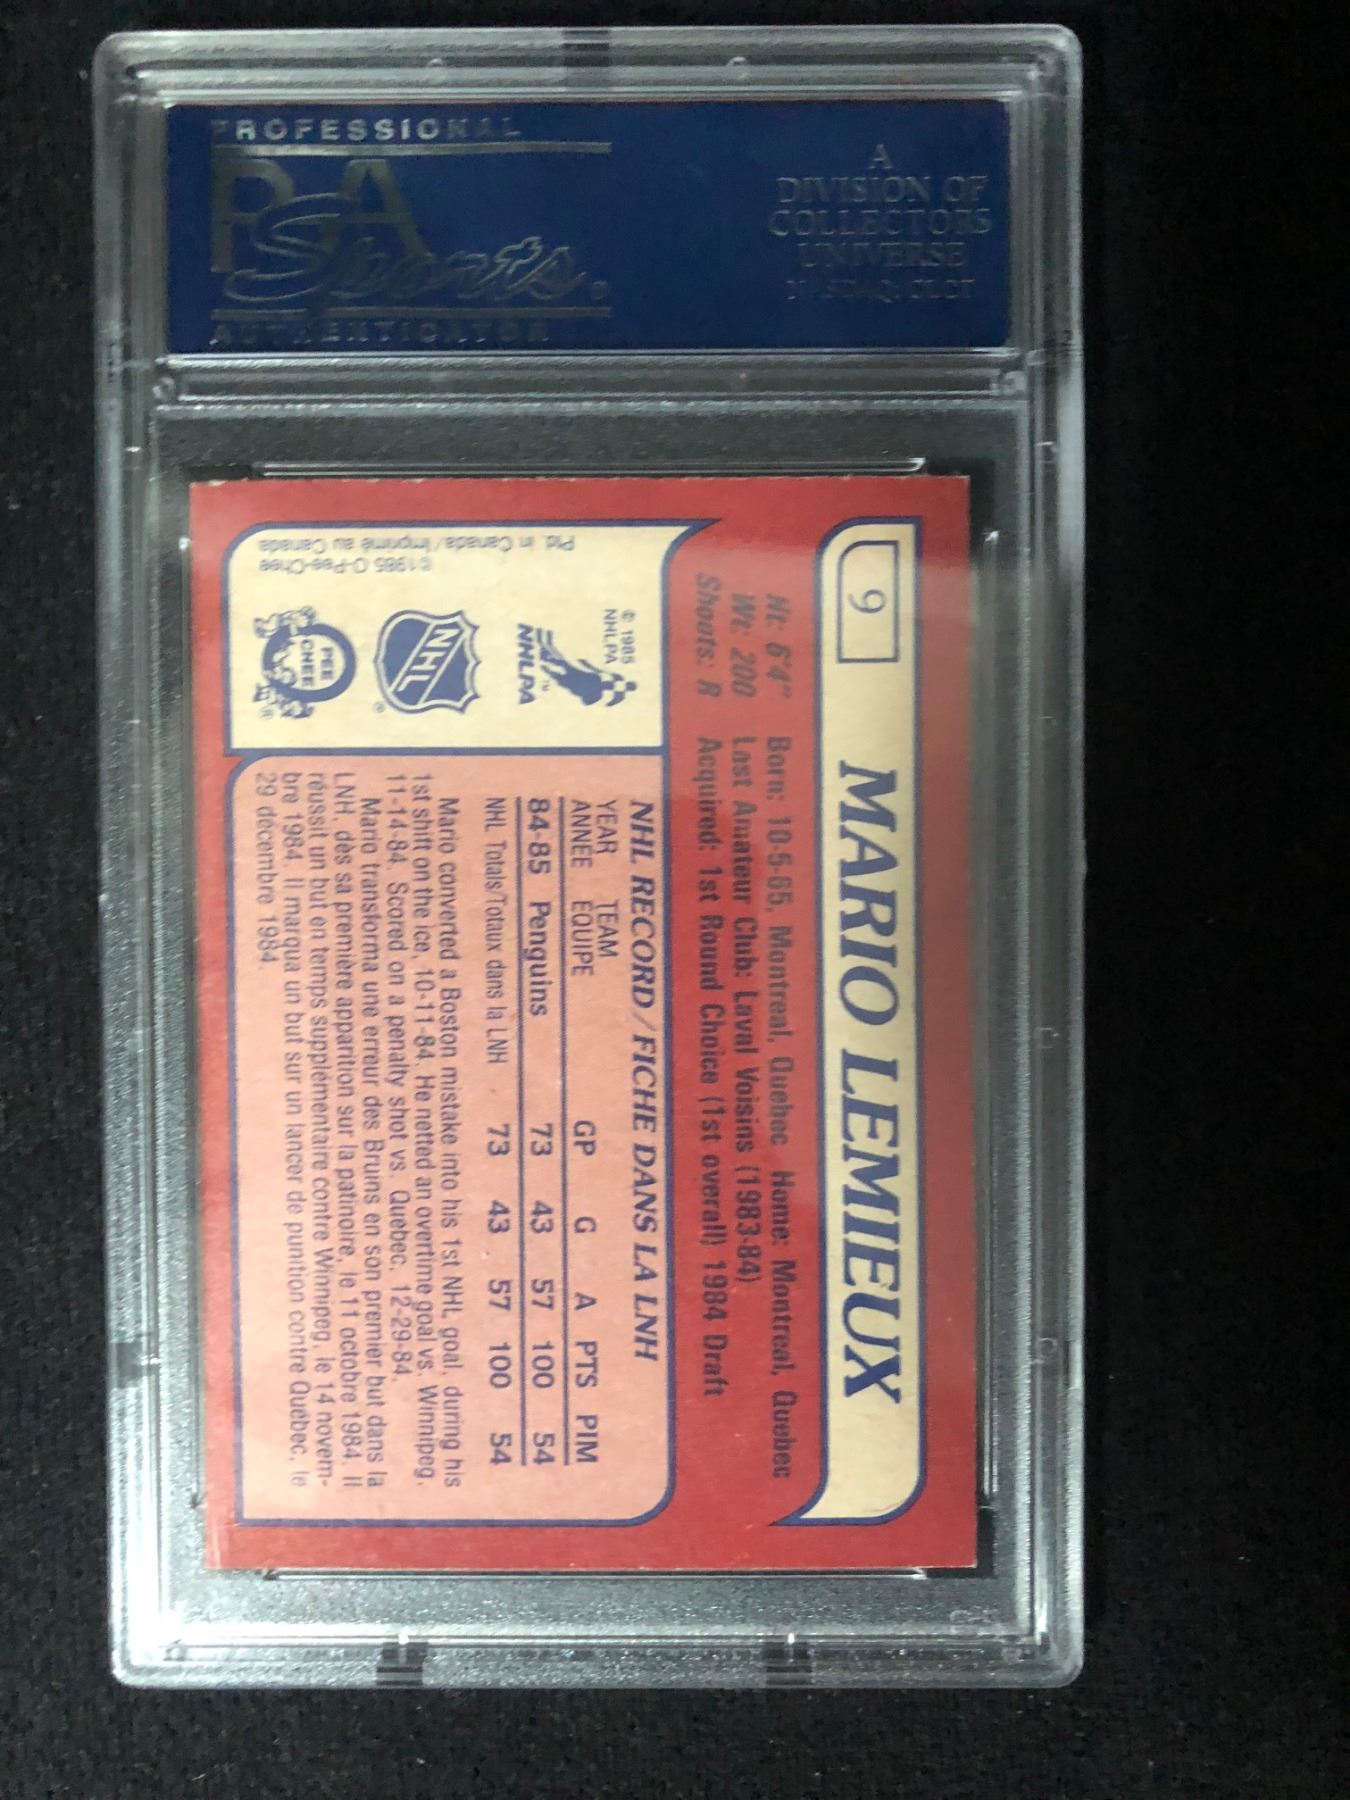 PROFESSIONAL
PSA
Sports
AUTHENTICATOR
A
DIVISION OF
COLLECTORS
UNIVERSE
NASDAQ: CLCT
9
MARIO LEMIEUX
Ht: 6'4" Born: 10-5-65, Montreal, Quebec Home: Montreal, Quebec
Wt: 200 Last Amateur Club: Laval Voisins (1983-84)
Shoots: R Acquired: 1st Round Choice (1st overall) 1984 Draft
© 1985
NHLPA
NHLPA
NHL
O PEE CHEE
©1985 O-Pee-Chee
Ptd. in Canada/Imprimé au Canada
NHL RECORD/FICHE DANS LA LNH
YEAR TEAM
ANNÉE ÉQUIPE GP G A PTS PIM
84-85 Penguins 73 43 57 100 54
NHL Totals/Totaux dans la LNH 73 43 57 100 54
Mario converted a Boston mistake into his 1st NHL goal, during his
1st shift on the ice, 10-11-84. He netted an overtime goal vs. Winnipeg,
11-14-84. Scored on a penalty shot vs. Quebec, 12-29-84.
Mario transforma une erreur des Bruins en son premier but dans la
LNH, dès sa première apparition sur la patinoire, le 11 octobre 1984. Il
réussit un but en temps supplémentaire contre Winnipeg, le 14 novem-
bre 1984. Il marqua un but sur un lancer de punition contre Québec, le
29 décembre 1984.